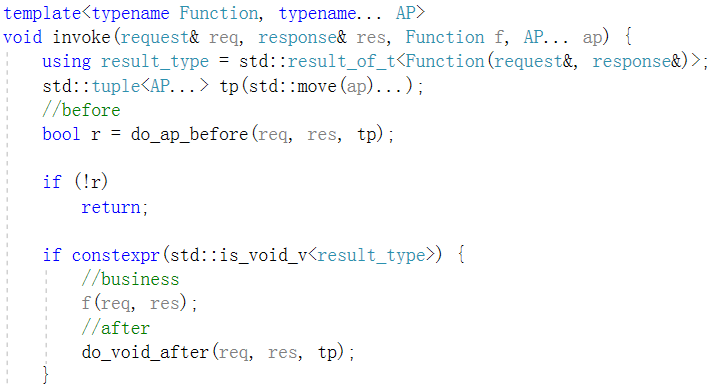 template<typename Function, typename... AP>
void invoke(request& req, response& res, Function f, AP... ap) {
    using result_type = std::result_of_t<Function(request&, response&)>;
    std::tuple<AP...> tp(std::move(ap)...);
    //before
    bool r = do_ap_before(req, res, tp);

    if (!r)
        return;

    if constexpr(std::is_void_v<result_type>) {
        //business
        f(req, res);
        //after
        do_void_after(req, res, tp);
    }